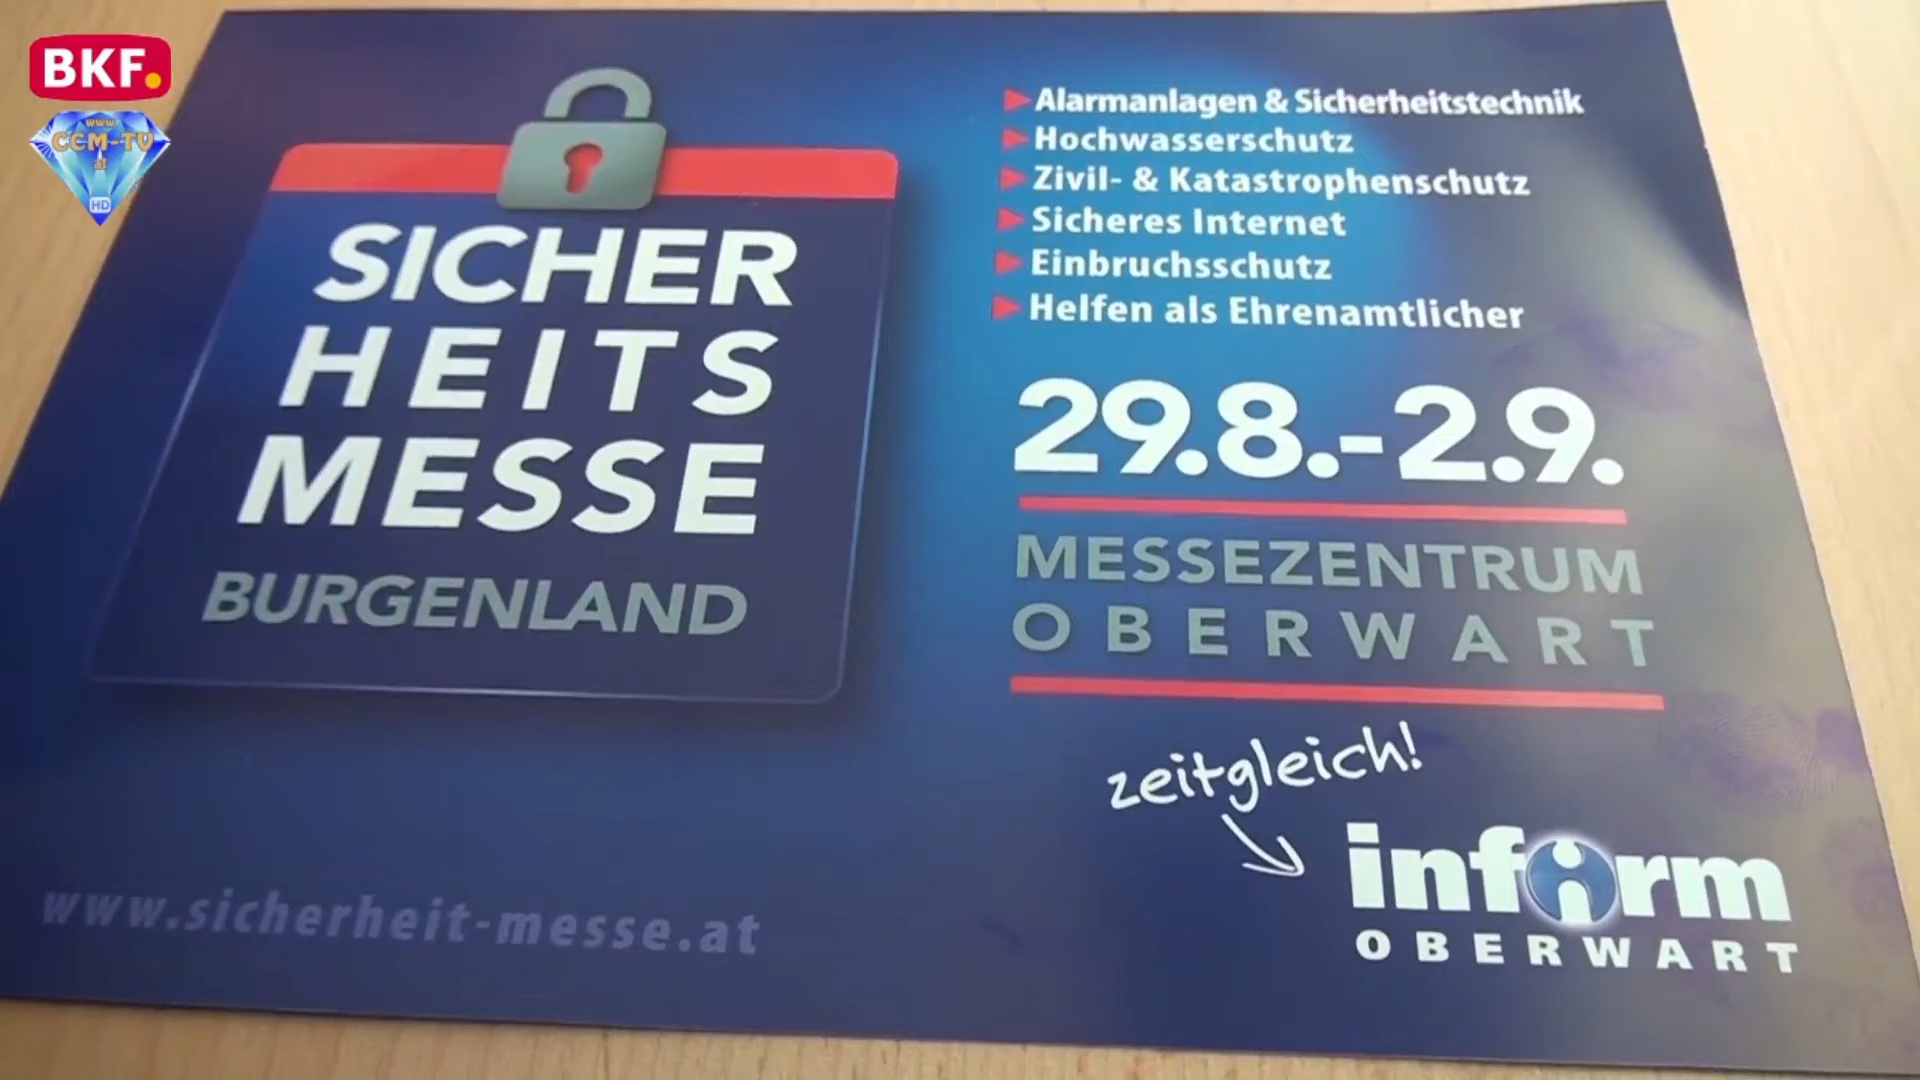 BKF.
www
CCM-TV
.at
HD
SICHER
HEITS
MESSE
BURGENLAND
www.sicherheit-messe.at
Alarmanlagen & Sicherheitstechnik
Hochwasserschutz
Zivil- & Katastrophenschutz
Sicheres Internet
Einbruchsschutz
Helfen als Ehrenamtlicher
29.8.-2.9.
MESSEZENTRUM
OBERWART
zeitgleich!
inform
OBERWART